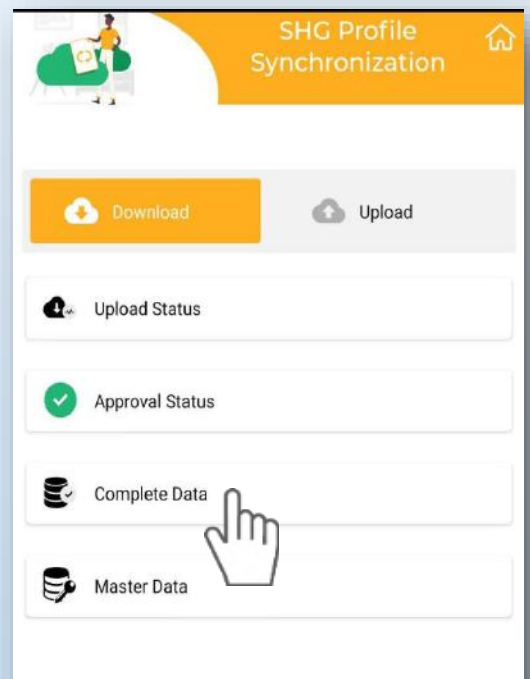 SHG Profile
Synchronization
Download
Upload
Upload Status
Approval Status
Complete Data
Master Data